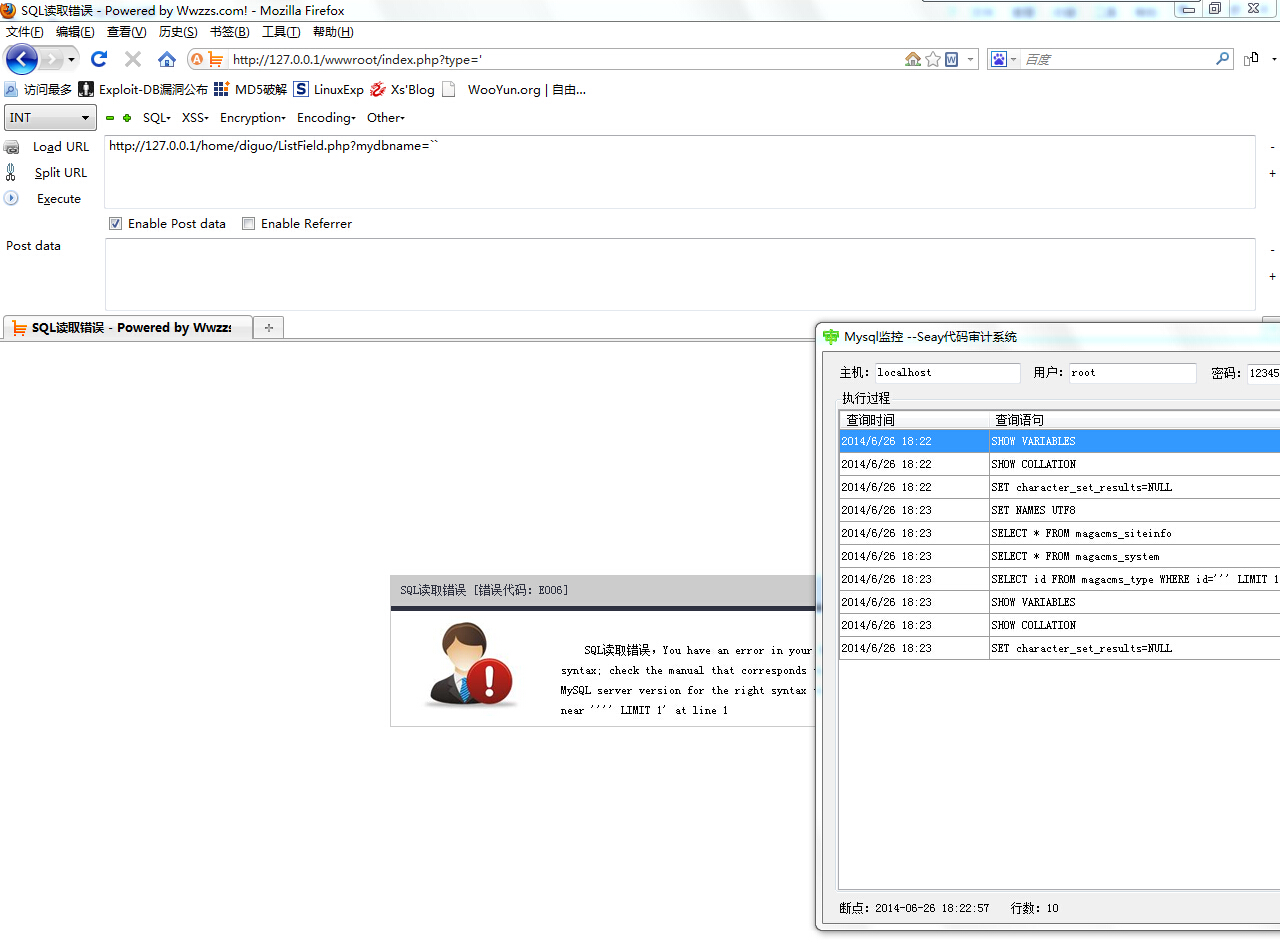 SQL读取错误 - Powered by Wwzzs.com! - Mozilla Firefox
文件(F) 编辑(E) 查看(V) 历史(S) 书签(B) 工具(T) 帮助(H)
http://127.0.0.1/wwwroot/index.php?type=' 百度
访问最多 Exploit-DB漏洞公布 MD5破解 LinuxExp Xs'Blog WooYun.org | 自由...
INT SQL XSS Encryption Encoding Other
Load URL http://127.0.0.1/home/diguo/ListField.php?mydbname=``
Split URL
Execute
Enable Post data Enable Referrer
Post data
SQL读取错误 - Powered by Wwzzs
Mysql监控 --Seay代码审计系统
主机: localhost 用户: root 密码: 12345
执行过程
查询时间 查询语句
2014/6/26 18:22 SHOW VARIABLES
2014/6/26 18:22 SHOW COLLATION
2014/6/26 18:22 SET character_set_results=NULL
2014/6/26 18:23 SET NAMES UTF8
2014/6/26 18:23 SELECT * FROM magacms_siteinfo
2014/6/26 18:23 SELECT * FROM magacms_system
2014/6/26 18:23 SELECT id FROM magacms_type WHERE id=''' LIMIT 1
2014/6/26 18:23 SHOW VARIABLES
2014/6/26 18:23 SHOW COLLATION
2014/6/26 18:23 SET character_set_results=NULL
断点: 2014-06-26 18:22:57 行数: 10
SQL读取错误 [错误代码: E006]
SQL读取错误，You have an error in your
syntax; check the manual that corresponds
MySQL server version for the right syntax
near '''' LIMIT 1' at line 1